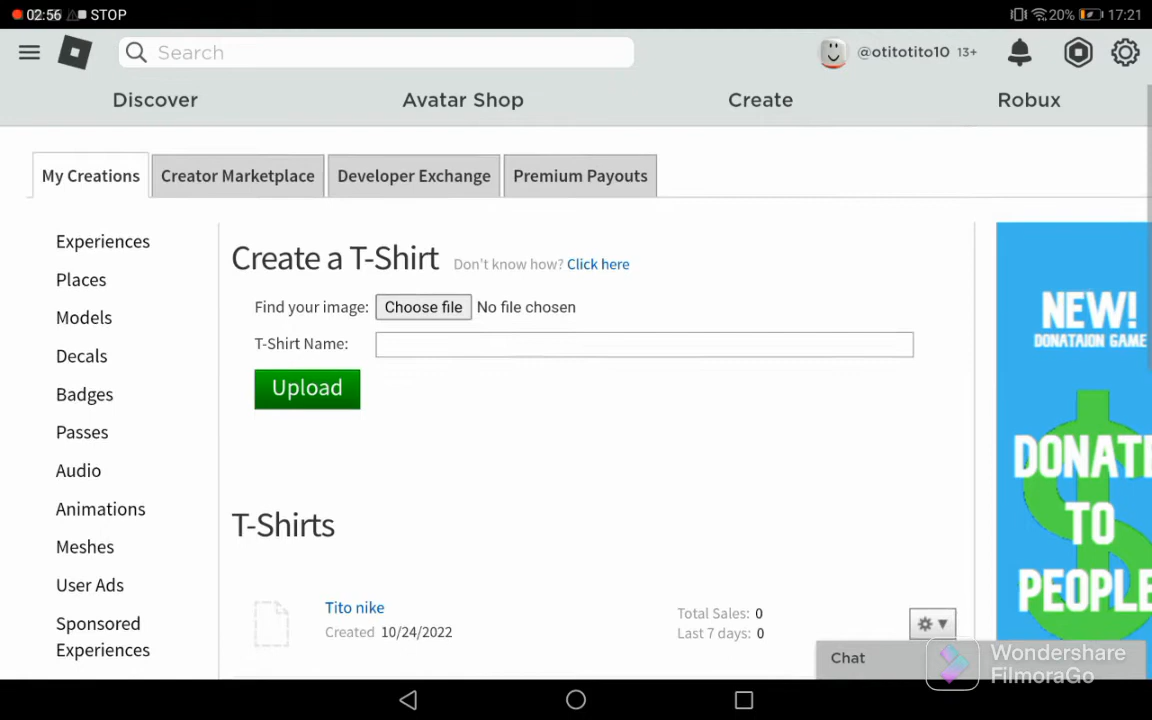 02:56 STOP
20% 17:21
Search
@otitotito10 13+
Discover Avatar Shop Create Robux
My Creations Creator Marketplace Developer Exchange Premium Payouts
Experiences
Places
Models
Decals
Badges
Passes
Audio
Animations
Meshes
User Ads
Sponsored
Experiences
Create a T-Shirt Don't know how? Click here
Find your image: Choose file No file chosen
T-Shirt Name:
Upload
T-Shirts
Tito nike
Created 10/24/2022
Total Sales: 0
Last 7 days: 0
NEW!
DONATAION GAME
DONATE
TO
PEOPLE
Chat
Wondershare
FilmoraGo